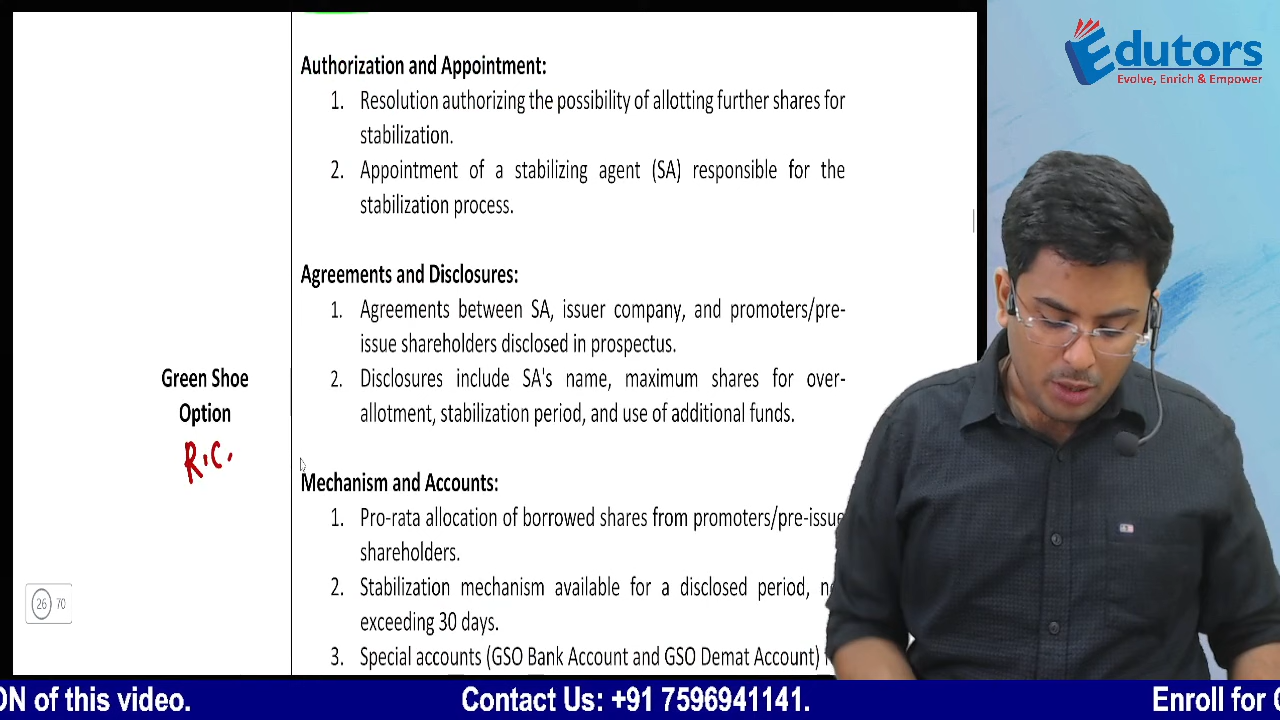 Authorization and Appointment:
1. Resolution authorizing the possibility of allotting further shares for
stabilization.
2. Appointment of a stabilizing agent (SA) responsible for the
stabilization process.
Agreements and Disclosures:
1. Agreements between SA, issuer company, and promoters/pre-
issue shareholders disclosed in prospectus.
2. Disclosures include SA's name, maximum shares for over-
allotment, stabilization period, and use of additional funds.
Green Shoe
Option
R.C.
Mechanism and Accounts:
1. Pro-rata allocation of borrowed shares from promoters/pre-issue
shareholders.
2. Stabilization mechanism available for a disclosed period,
exceeding 30 days.
3. Special accounts (GSO Bank Account and GSO Demat Account)
26 70
Edutors
Evolve, Enrich & Empower
ON of this video. Contact Us: +91 7596941141. Enroll for